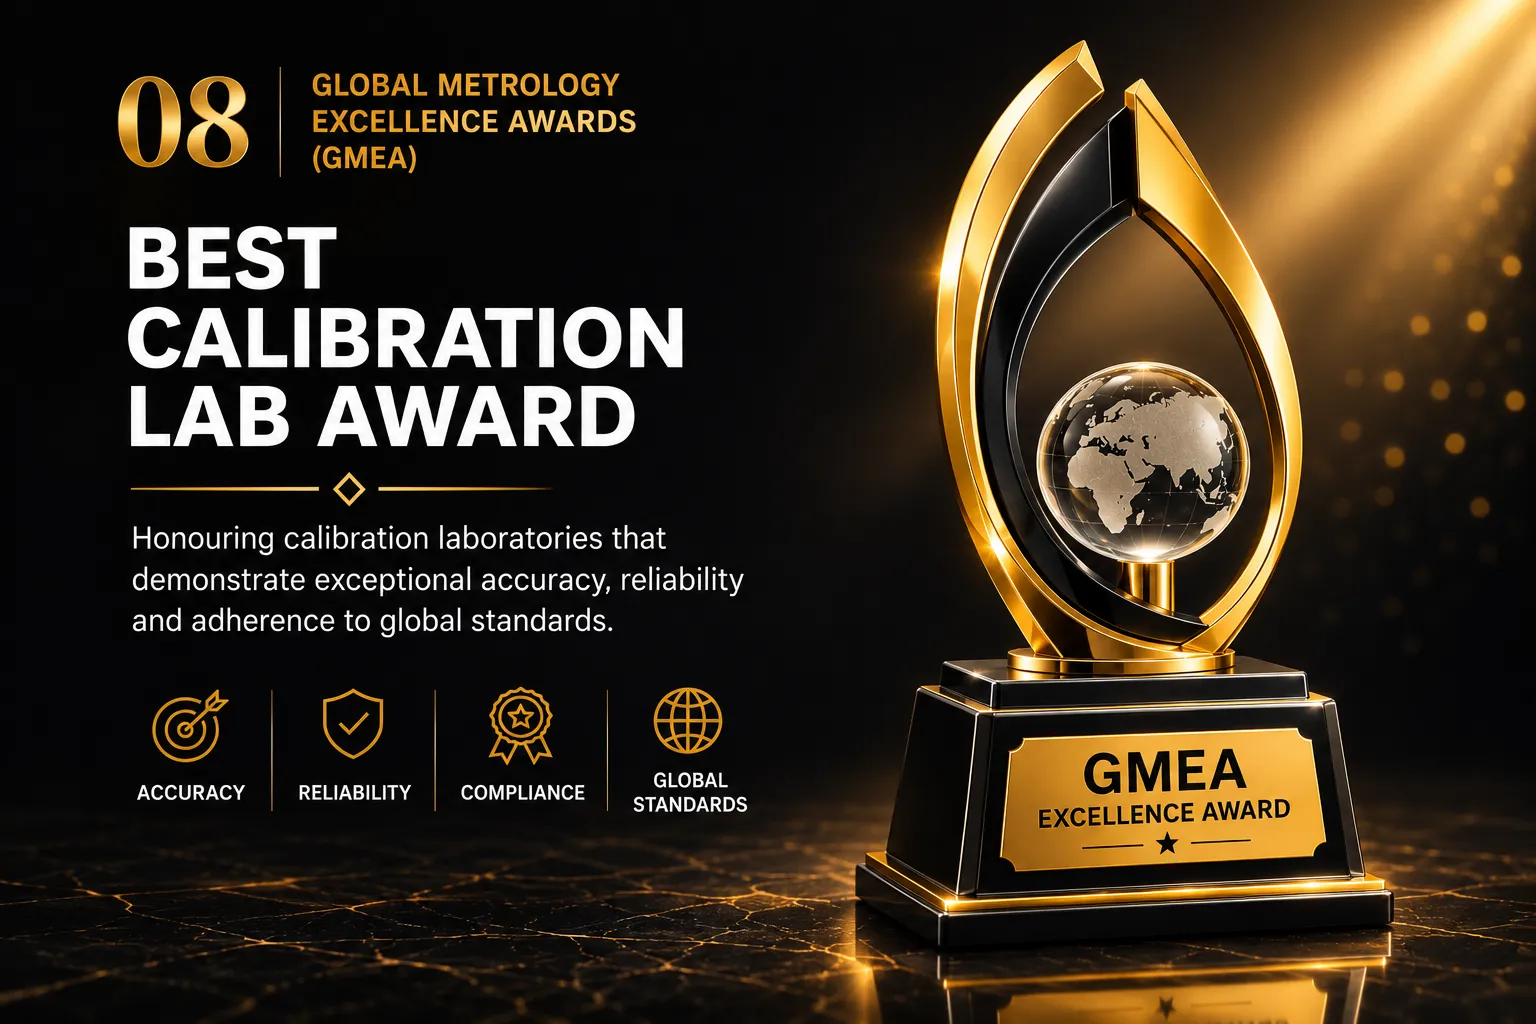 08
GLOBAL METROLOGY
EXCELLENCE AWARDS
(GMEA)
BEST
CALIBRATION
LAB AWARD
Honouring calibration laboratories that
demonstrate exceptional accuracy, reliability
and adherence to global standards.
ACCURACY
RELIABILITY
COMPLIANCE
GLOBAL
STANDARDS
GMEA
EXCELLENCE AWARD